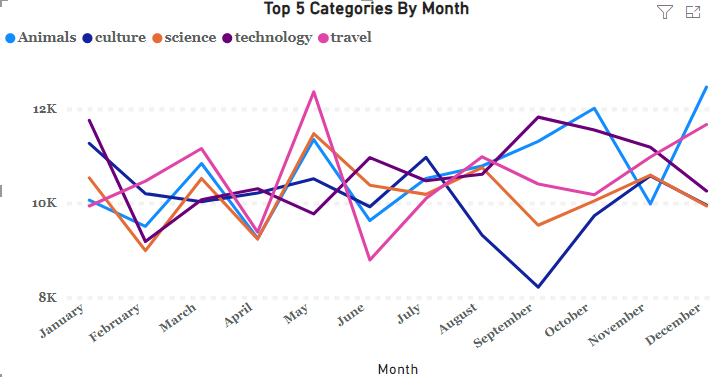 Top 5 Categories By Month
Animals culture science technology travel
12K
10K
8K
January February March April May June July August September October November December
Month